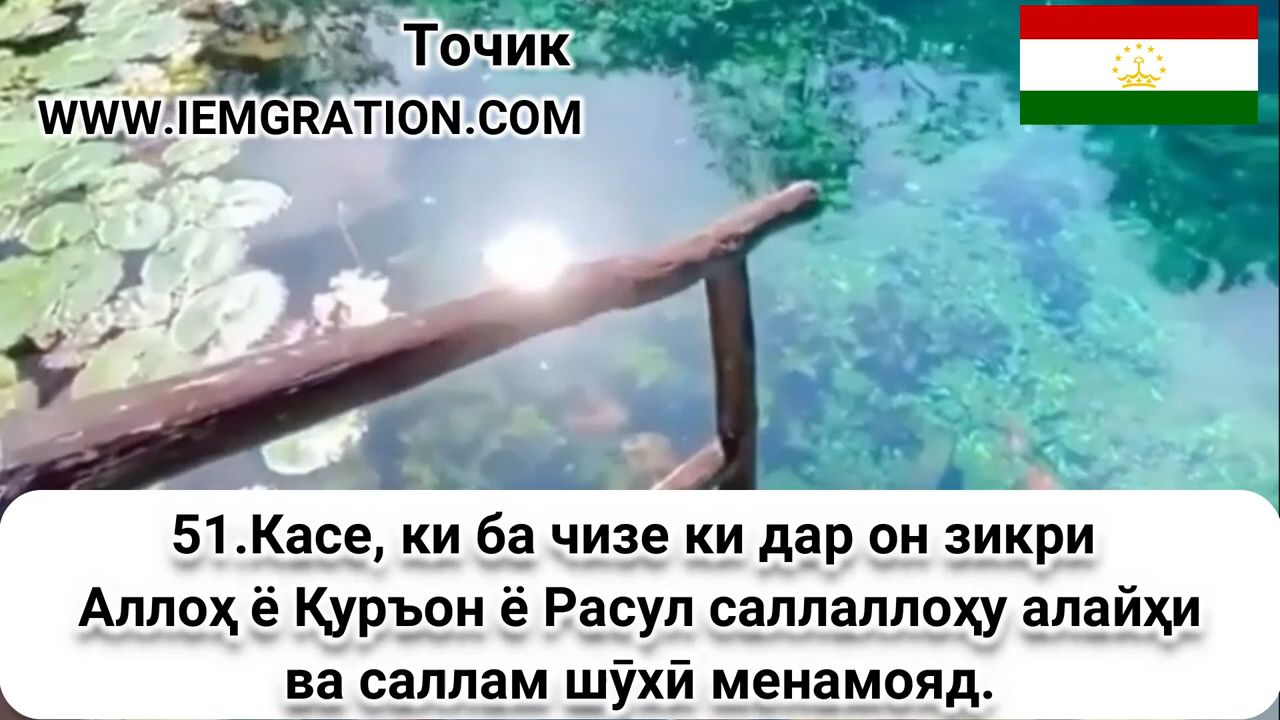 Точик
WWW.IEMGRATION.COM
51.Касе, ки ба чизе ки дар он зикри
Аллоҳ ё Қуръон ё Расул саллаллоҳу алайҳи
ва саллам шӯхӣ менамояд.